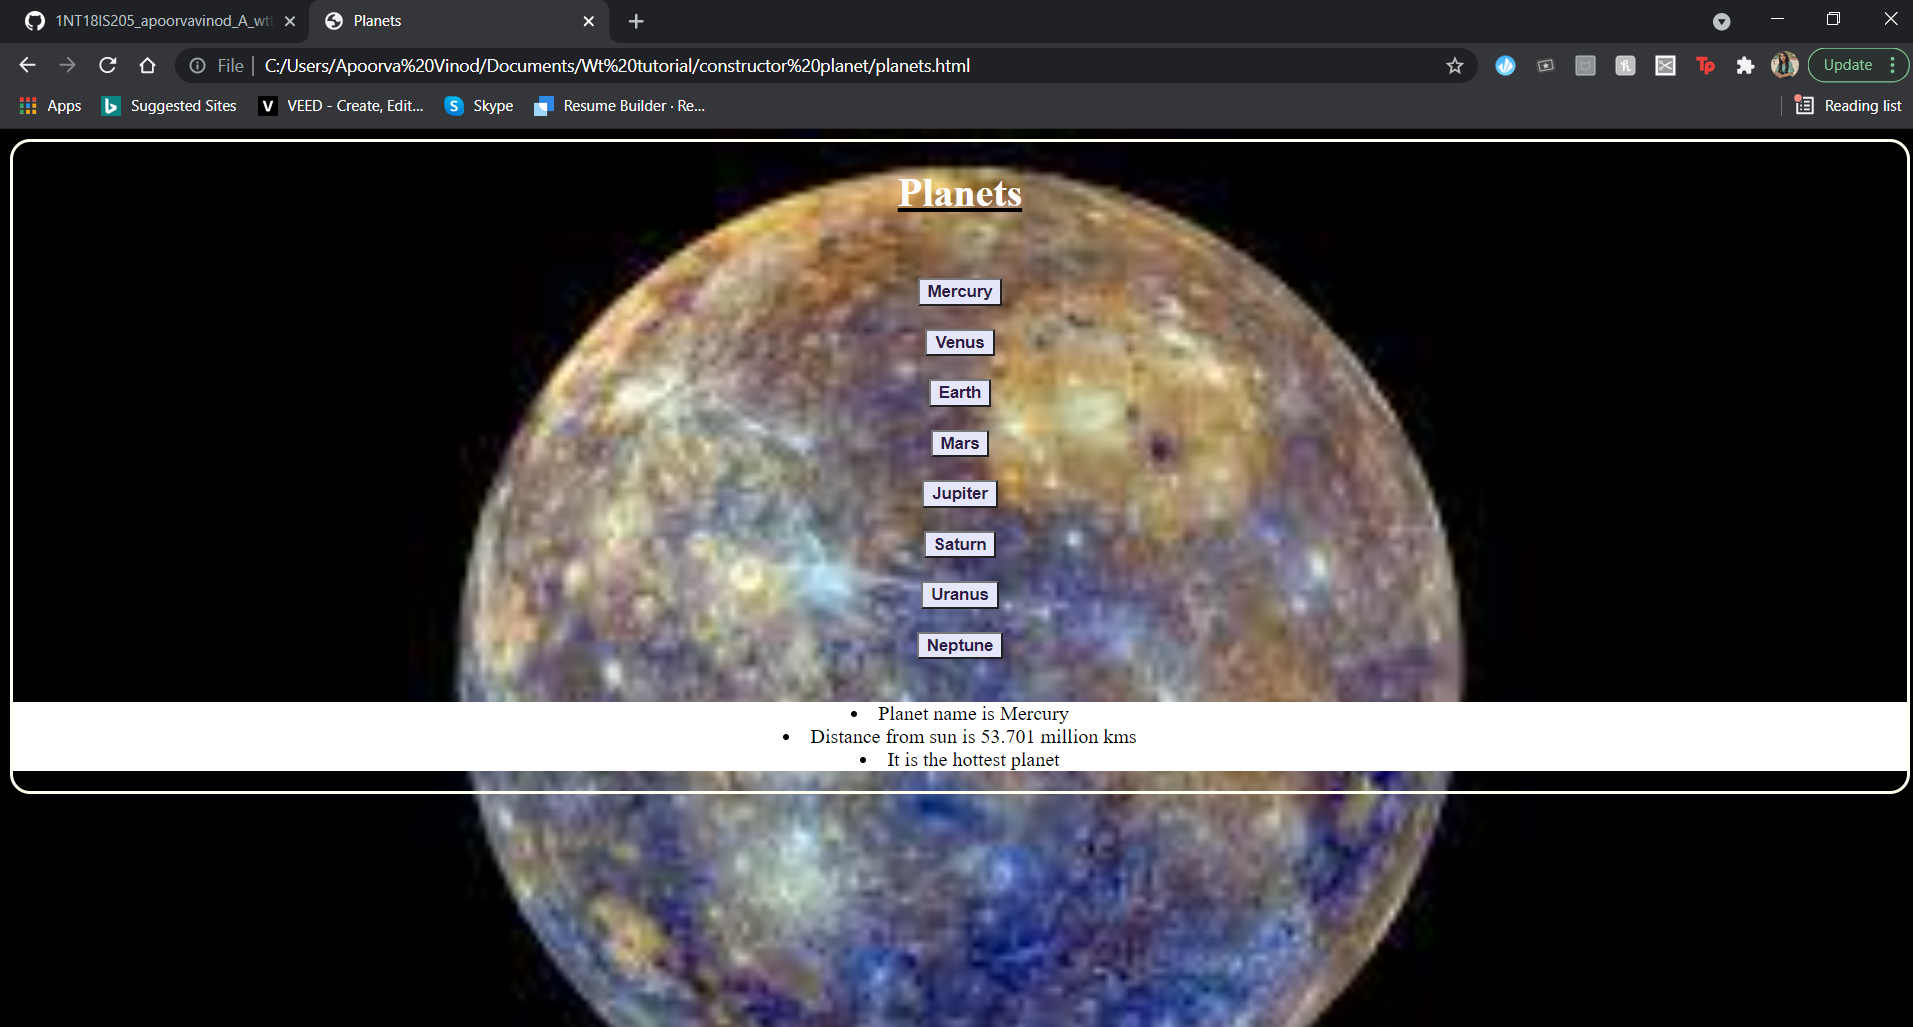 1NT18IS205_apoorvavinod_A_wt
Planets
File
C:/Users/Apoorva%20Vinod/Documents/Wt%20tutorial/constructor%20planet/planets.html
Tp
Update
Apps
Suggested Sites
V
VEED - Create, Edit...
S
Skype
Resume Builder · Re...
Reading list
Planets
Mercury
Venus
Earth
Mars
Jupiter
Saturn
Uranus
Neptune
• Planet name is Mercury
• Distance from sun is 53.701 million kms
• It is the hottest planet